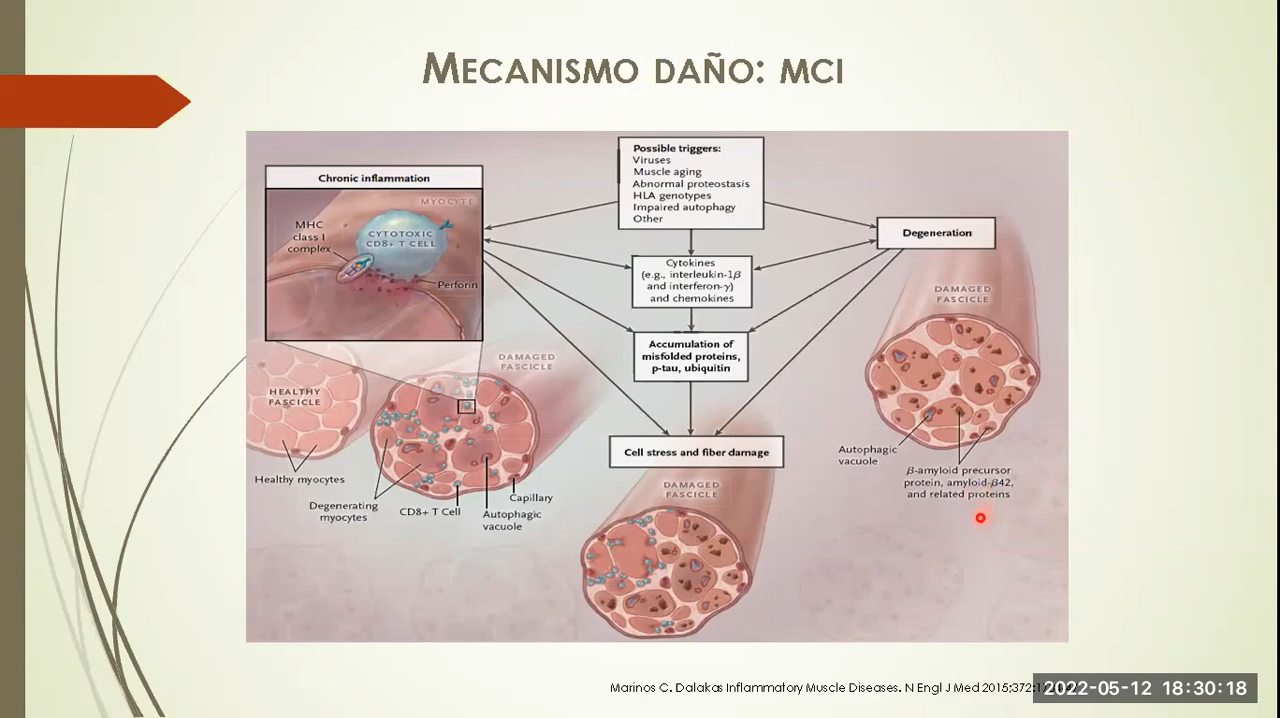 MECANISMO DAÑO: MCI
Possible triggers:
Viruses
Muscle aging
Abnormal proteostasis
HLA genotypes
Impaired autophagy
Other
Chronic inflammation
MYOCYTE
MHC
class I
complex
CYTOTOXIC
CD8+ T CELL
Perforin
Degeneration
Cytokines
(e.g., interleukin-1β
and interferon-γ)
and chemokines
Accumulation of
misfolded proteins,
p-tau, ubiquitin
Cell stress and fiber damage
HEALTHY
FASCICLE
Healthy myocytes
DAMAGED
FASCICLE
Degenerating
myocytes
CD8+ T Cell
Autophagic
vacuole
Capillary
DAMAGED
FASCICLE
DAMAGED
FASCICLE
Autophagic
vacuole
β-amyloid precursor
protein, amyloid-β42,
and related proteins
Marinos C. Dalakas Inflammatory Muscle Diseases. N Engl J Med 2015;372:
2022-05-12 18:30:18